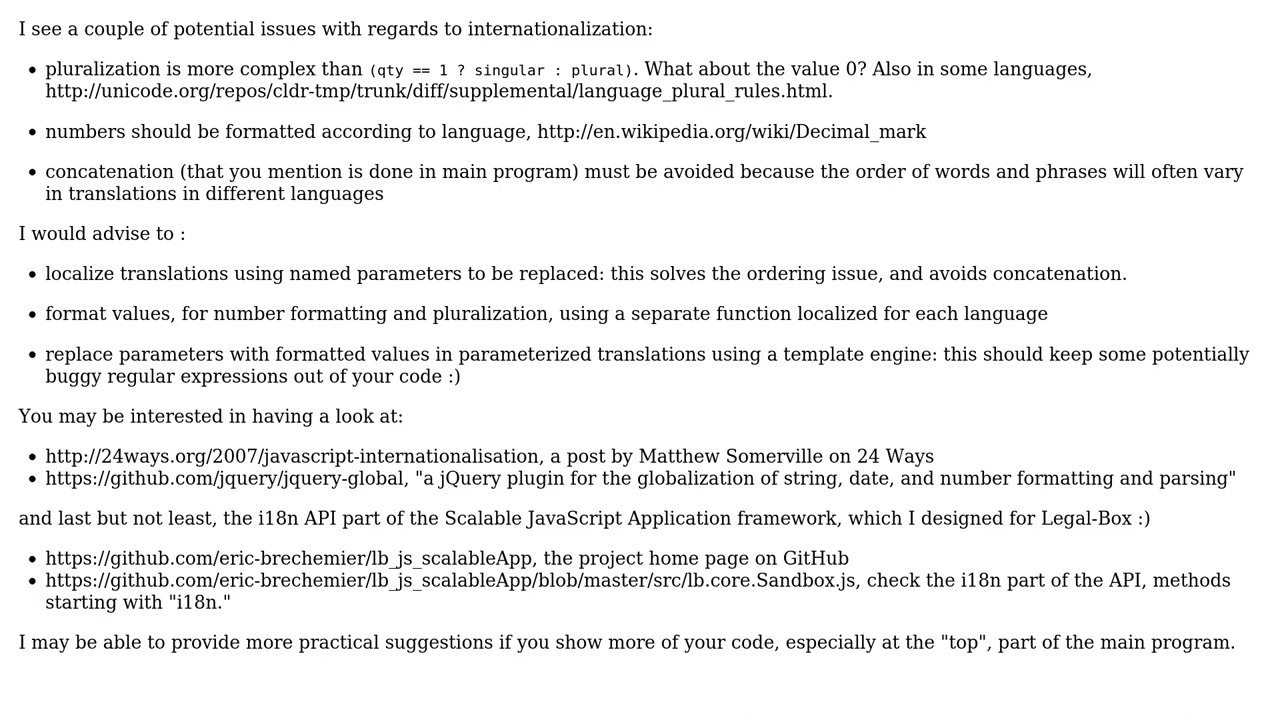 I see a couple of potential issues with regards to internationalization:
• pluralization is more complex than (qty == 1 ? singular : plural). What about the value 0? Also in some languages,
http://unicode.org/repos/cldr-tmp/trunk/diff/supplemental/language_plural_rules.html.
• numbers should be formatted according to language, http://en.wikipedia.org/wiki/Decimal_mark
• concatenation (that you mention is done in main program) must be avoided because the order of words and phrases will often vary
in translations in different languages
I would advise to :
• localize translations using named parameters to be replaced: this solves the ordering issue, and avoids concatenation.
• format values, for number formatting and pluralization, using a separate function localized for each language
• replace parameters with formatted values in parameterized translations using a template engine: this should keep some potentially
buggy regular expressions out of your code :)
You may be interested in having a look at:
• http://24ways.org/2007/javascript-internationalisation, a post by Matthew Somerville on 24 Ways
• https://github.com/jquery/jquery-global, "a jQuery plugin for the globalization of string, date, and number formatting and parsing"
and last but not least, the i18n API part of the Scalable JavaScript Application framework, which I designed for Legal-Box :)
• https://github.com/eric-brechemier/lb_js_scalableApp, the project home page on GitHub
• https://github.com/eric-brechemier/lb_js_scalableApp/blob/master/src/lb.core.Sandbox.js, check the i18n part of the API, methods
starting with "i18n."
I may be able to provide more practical suggestions if you show more of your code, especially at the "top", part of the main program.